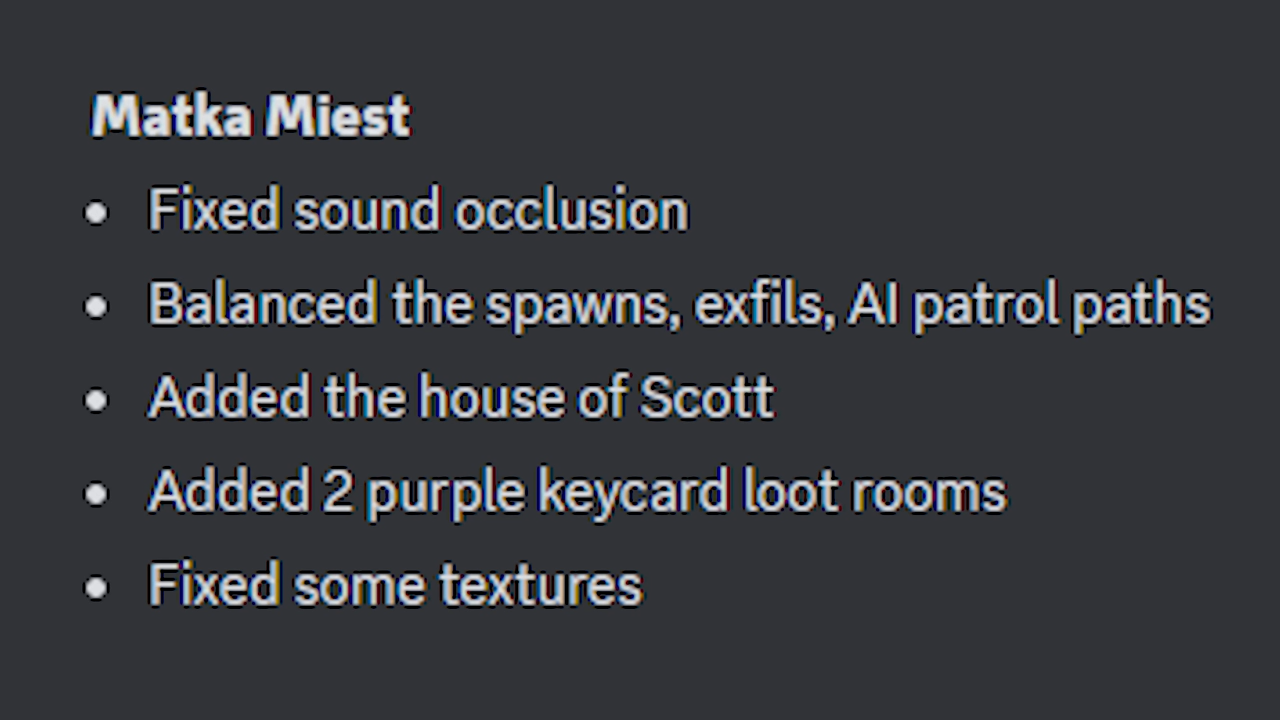 Matka Miest
• Fixed sound occlusion
• Balanced the spawns, exfils, AI patrol paths
• Added the house of Scott
• Added 2 purple keycard loot rooms
• Fixed some textures